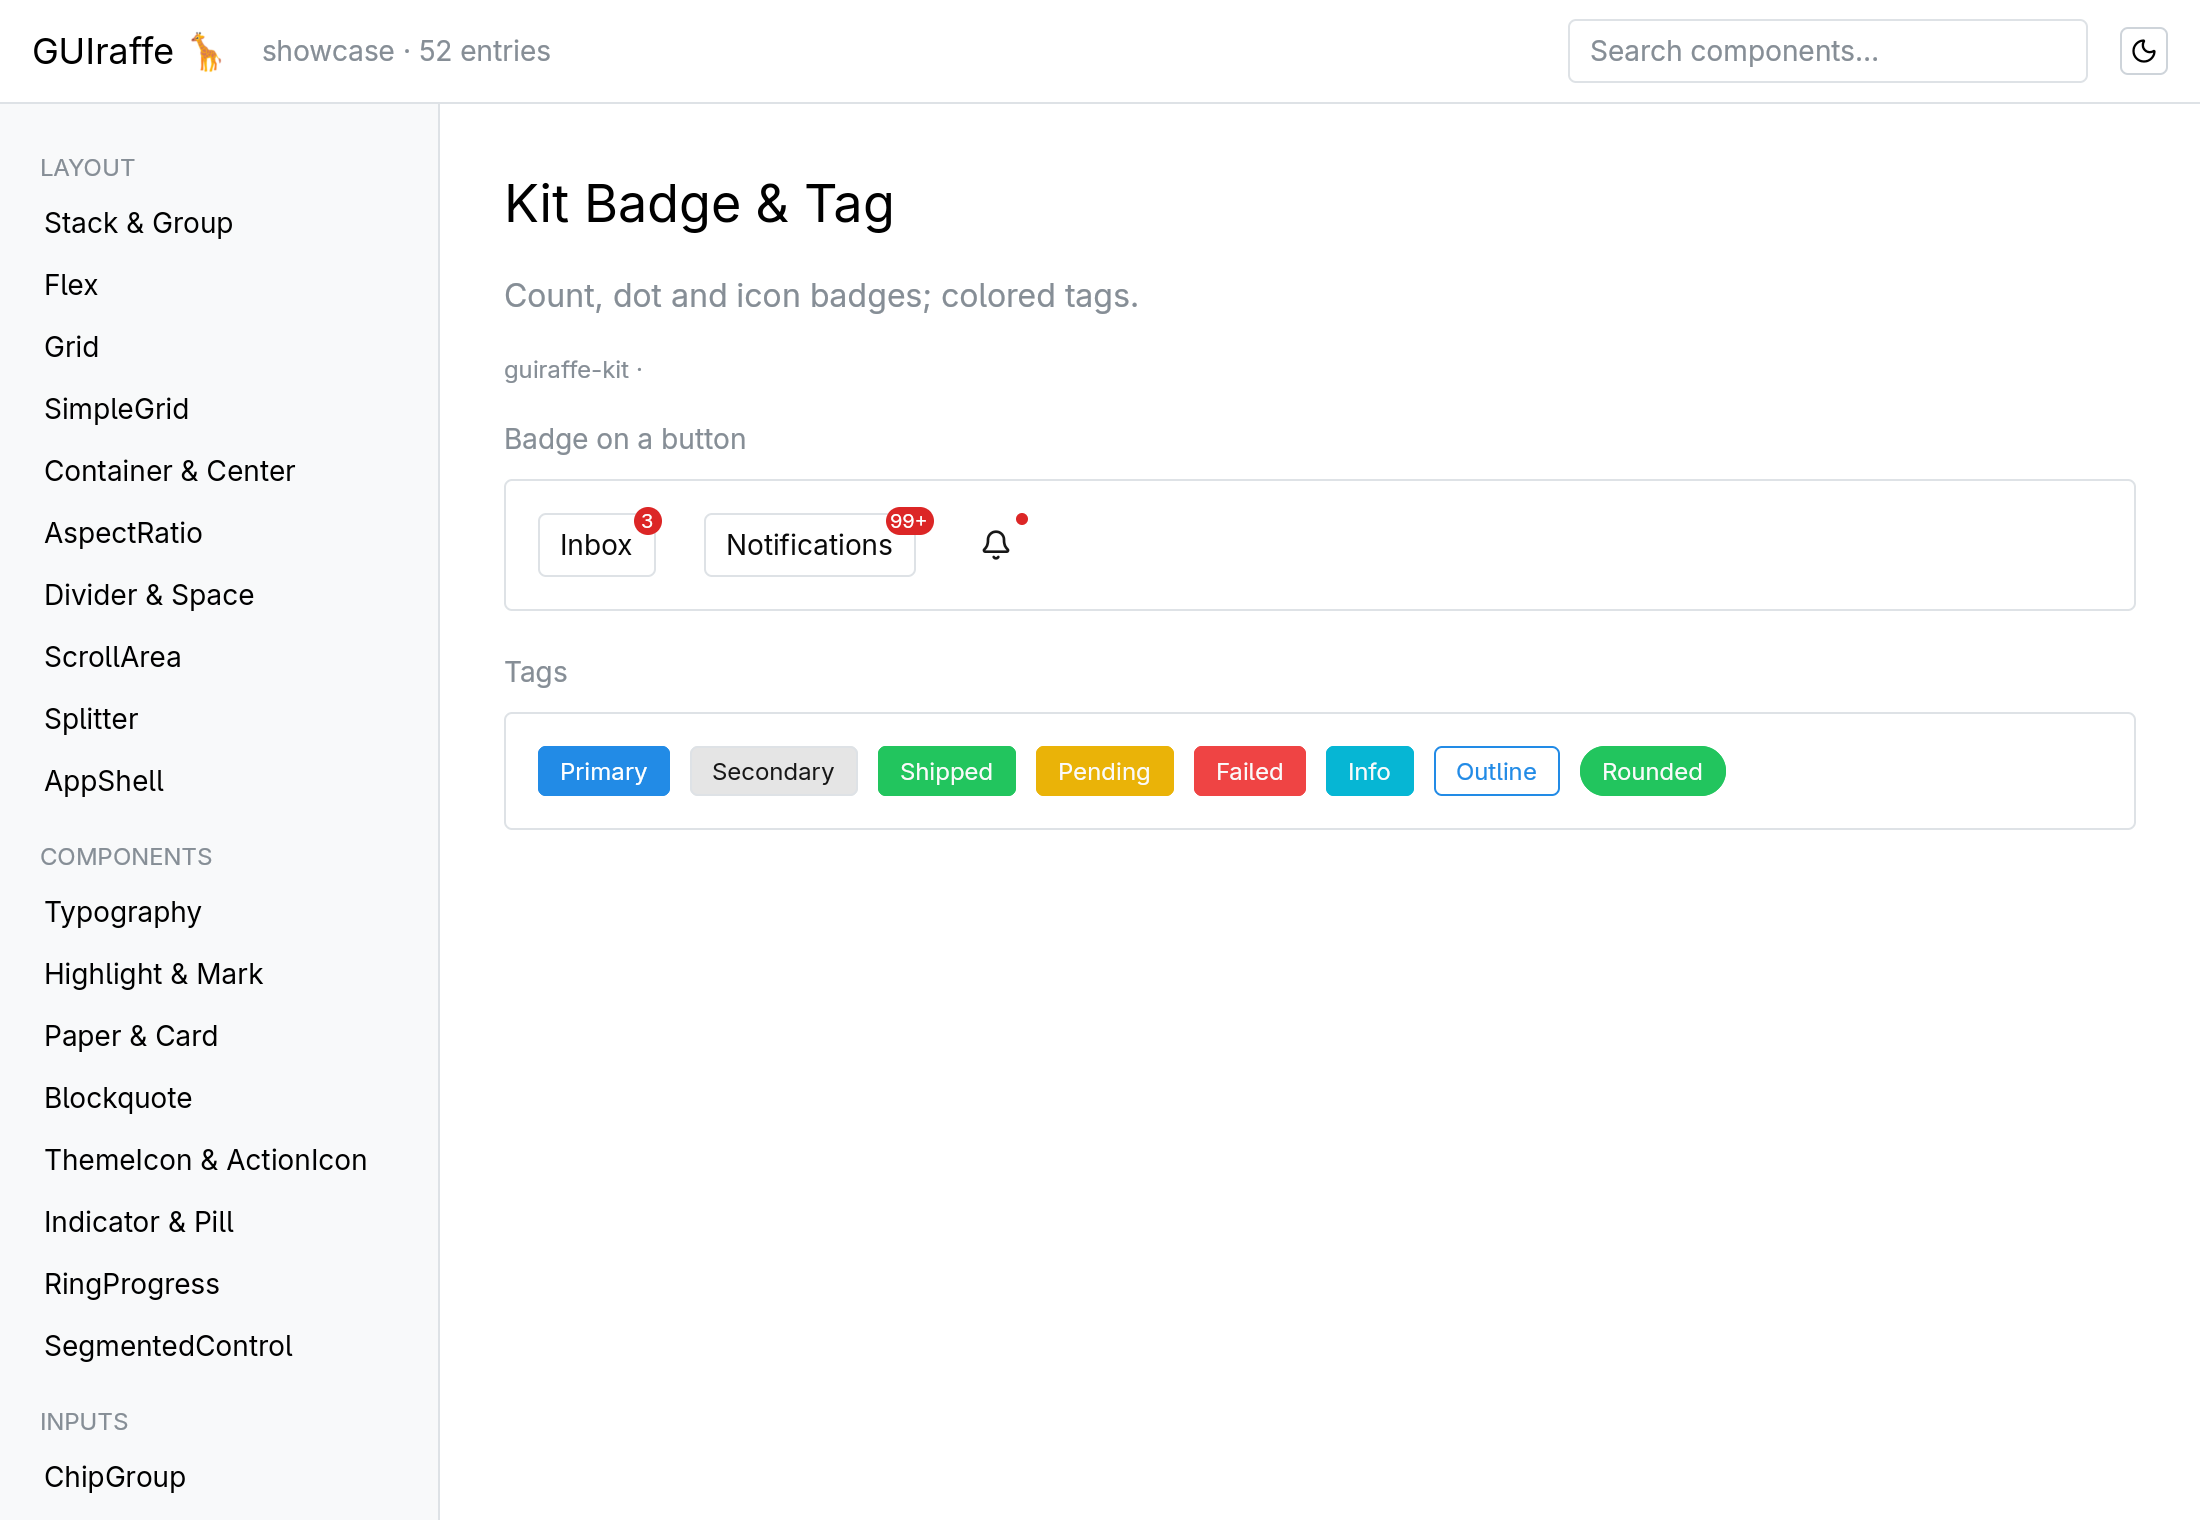 GUIraffe 🦒 showcase · 52 entries
Search components...
LAYOUT
Stack & Group
Flex
Grid
SimpleGrid
Container & Center
AspectRatio
Divider & Space
ScrollArea
Splitter
AppShell
COMPONENTS
Typography
Highlight & Mark
Paper & Card
Blockquote
ThemeIcon & ActionIcon
Indicator & Pill
RingProgress
SegmentedControl
INPUTS
ChipGroup
Kit Badge & Tag
Count, dot and icon badges; colored tags.
guiraffe-kit ·
Badge on a button
Inbox 3 Notifications 99+
Tags
Primary Secondary Shipped Pending Failed Info Outline Rounded